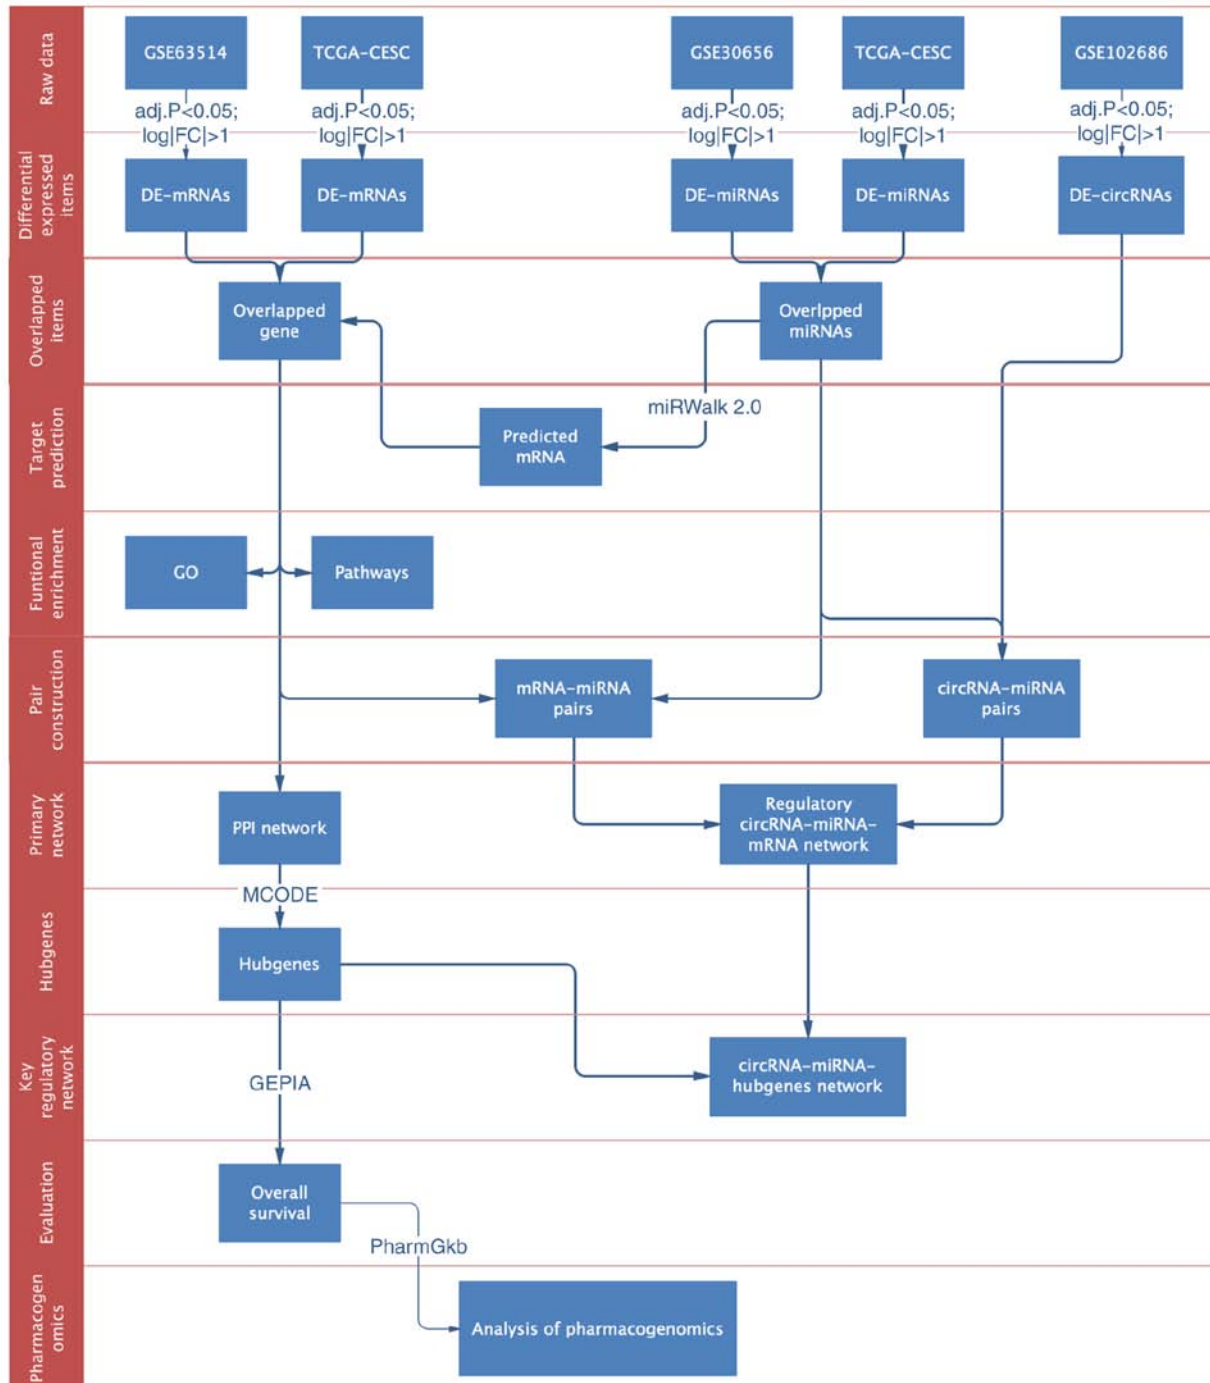 Raw data
GSE63514
TCGA-CESC
GSE30656
TCGA-CESC
GSE102686
adj.P<0.05;
log|FC|>1
adj.P<0.05;
log|FC|>1
adj.P<0.05;
log|FC|>1
adj.P<0.05;
log|FC|>1
adj.P<0.05;
log|FC|>1
Differential
expressed
items
DE-mRNAs
DE-mRNAs
DE-miRNAs
DE-miRNAs
DE-circRNAs
Overlapped
items
Overlapped
gene
Overlpped
miRNAs
Target
prediction
miRWalk 2.0
Predicted
mRNA
Funtional
enrichment
GO
Pathways
Pair
construction
mRNA-miRNA
pairs
circRNA-miRNA
pairs
Primary
network
PPI network
Regulatory
circRNA-miRNA-
mRNA network
MCODE
Hubgenes
Hubgenes
Key
regulatory
network
GEPIA
circRNA-miRNA-
hubgenes network
Evaluation
Overall
survival
PharmGkb
Pharmacogen
omics
Analysis of pharmacogenomics